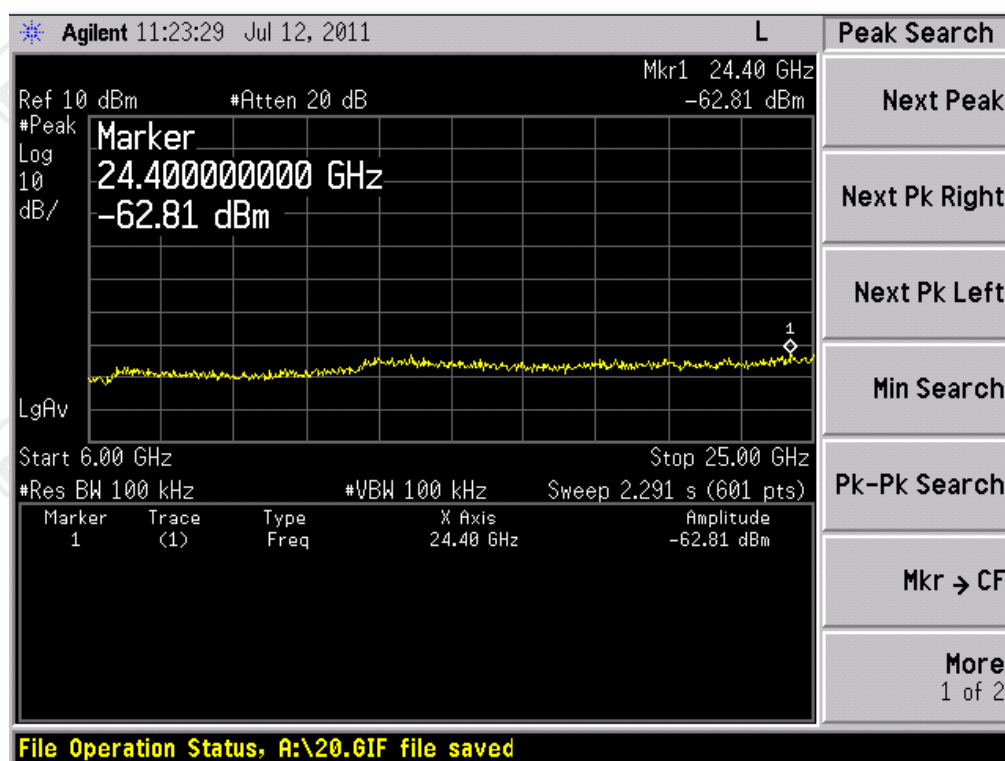 Agilent 11:23:29 Jul 12, 2011 L
Peak Search
Mkr1 24.40 GHz
Ref 10 dBm #Atten 20 dB -62.81 dBm
#Peak
Log
10
dB/
Marker
24.400000000 GHz
-62.81 dBm
1
LgAv
Start 6.00 GHz Stop 25.00 GHz
#Res BW 100 kHz #VBW 100 kHz Sweep 2.291 s (601 pts)
Marker Trace Type X Axis Amplitude
1 (1) Freq 24.40 GHz -62.81 dBm
Next Peak
Next Pk Right
Next Pk Left
Min Search
Pk-Pk Search
Mkr → CF
More
1 of 2
File Operation Status, A:\20.GIF file saved